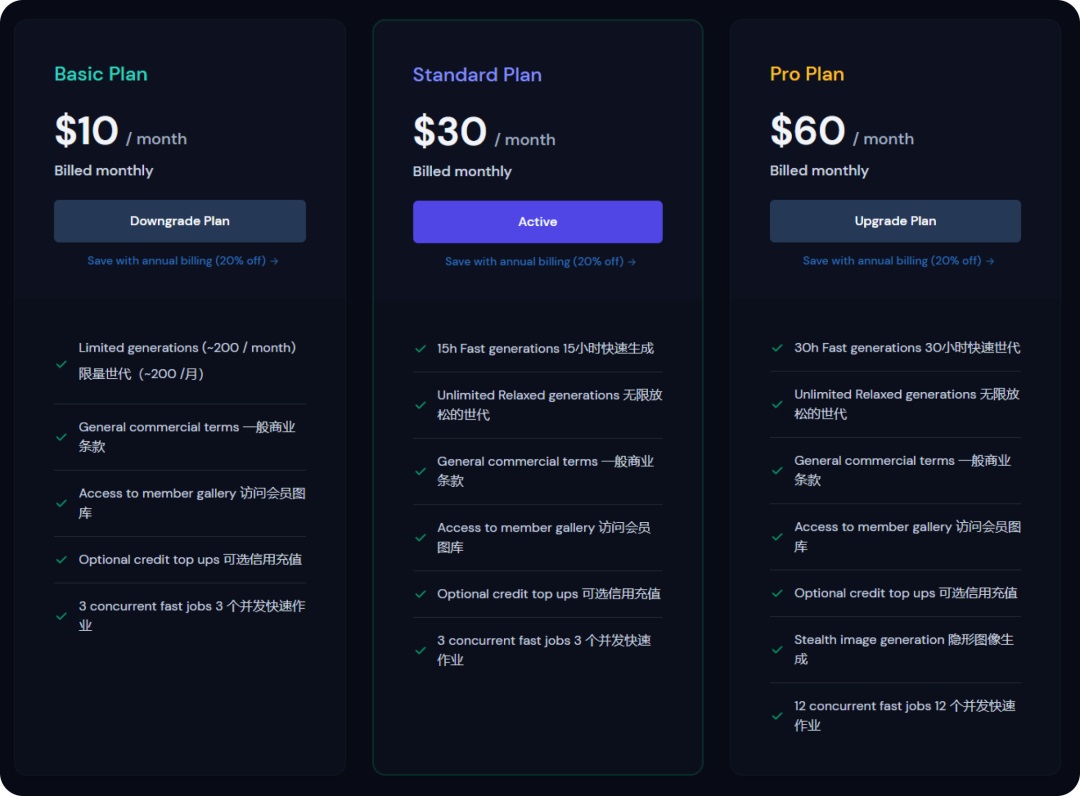 Basic Plan
$10 / month
Billed monthly
Downgrade Plan
Save with annual billing (20% off) →
Limited generations (~200 / month)
限量世代（~200 /月）
General commercial terms 一般商业
条款
Access to member gallery 访问会员图
库
Optional credit top ups 可选信用充值
3 concurrent fast jobs 3 个并发快速作
业
Standard Plan
$30 / month
Billed monthly
Active
Save with annual billing (20% off) →
15h Fast generations 15小时快速生成
Unlimited Relaxed generations 无限放
松的世代
General commercial terms 一般商业
条款
Access to member gallery 访问会员
图库
Optional credit top ups 可选信用充值
3 concurrent fast jobs 3 个并发快速
作业
Pro Plan
$60 / month
Billed monthly
Upgrade Plan
Save with annual billing (20% off) →
30h Fast generations 30小时快速世代
Unlimited Relaxed generations 无限放
松的世代
General commercial terms 一般商业
条款
Access to member gallery 访问会员图
库
Optional credit top ups 可选信用充值
Stealth image generation 隐形图像生
成
12 concurrent fast jobs 12 个并发快速
作业